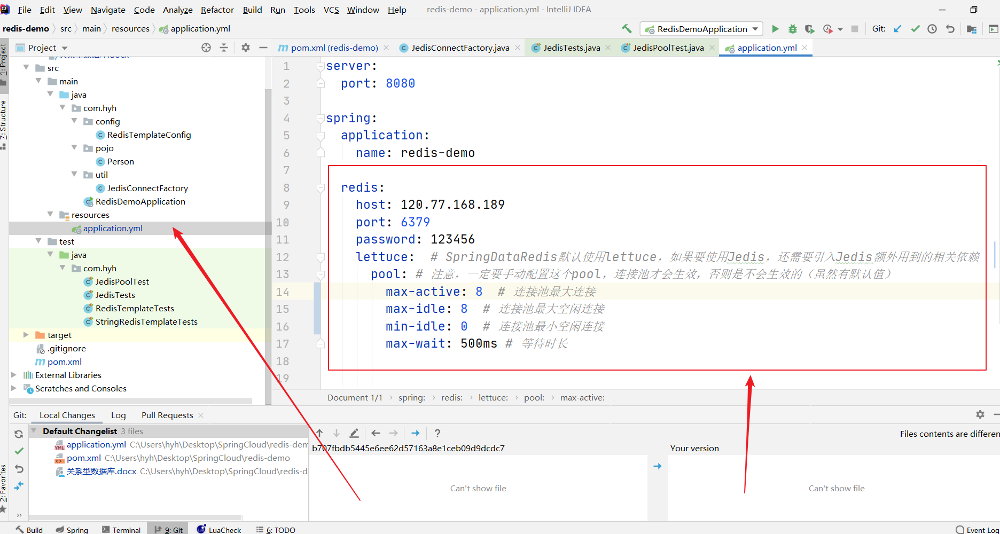 File Edit View Navigate Code Analyze Refactor Build Run Tools VCS Window Help redis-demo - application.yml - IntelliJ IDEA
redis-demo src main resources application.yml RedisDemoApplication Git:
Project
pom.xml (redis-demo) JedisConnectFactory.java JedisTests.java JedisPoolTest.java application.yml
1: Project
7: Structure
2: Favorites
关系型数据库.docx
src
main
java
com.hyh
config
RedisTemplateConfig
pojo
Person
util
JedisConnectFactory
RedisDemoApplication
resources
application.yml
test
java
com.hyh
JedisPoolTest
JedisTests
RedisTemplateTests
StringRedisTemplateTests
target
.gitignore
pom.xml
External Libraries
Scratches and Consoles
1 server:
2 port: 8080
3
4 spring:
5 application:
6 name: redis-demo
7
8 redis:
9 host: 120.77.168.189
10 port: 6379
11 password: 123456
12 lettuce: # SpringDataRedis默认使用lettuce，如果要使用Jedis，还需要引入Jedis额外用到的相关依赖
13 pool: # 注意，一定要手动配置这个pool，连接池才会生效，否则是不会生效的（虽然有默认值）
14 max-active: 8 # 连接池最大连接
15 max-idle: 8 # 连接池最大空闲连接
16 min-idle: 0 # 连接池最小空闲连接
17 max-wait: 500ms # 等待时长
18
19
Document 1/1 › spring: › redis: › lettuce: › pool: › max-active:
Git: Local Changes Log Pull Requests
Default Changelist 3 files
application.yml C:\Users\hyh\Desktop\SpringCloud\redis-dem
pom.xml C:\Users\hyh\Desktop\SpringCloud\redis-demo
关系型数据库.docx C:\Users\hyh\Desktop\SpringCloud\redis-d
Files contents are differen
b707fbdb5445e6ee62d57163a8e1ceb09d9dcdc7 Your version
Can't show file Can't show file
Build Spring Terminal 9: Git LuaCheck 6: TODO Event Log